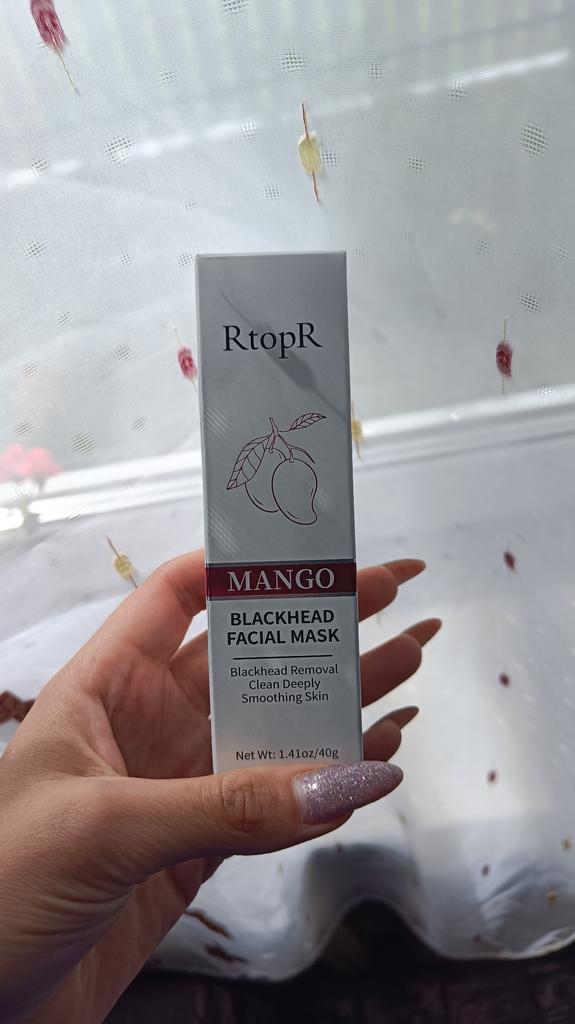 RtopR
MANGO
BLACKHEAD
FACIAL MASK
Blackhead Removal
Clean Deeply
Smoothing Skin
Net Wt: 1.41oz/40g